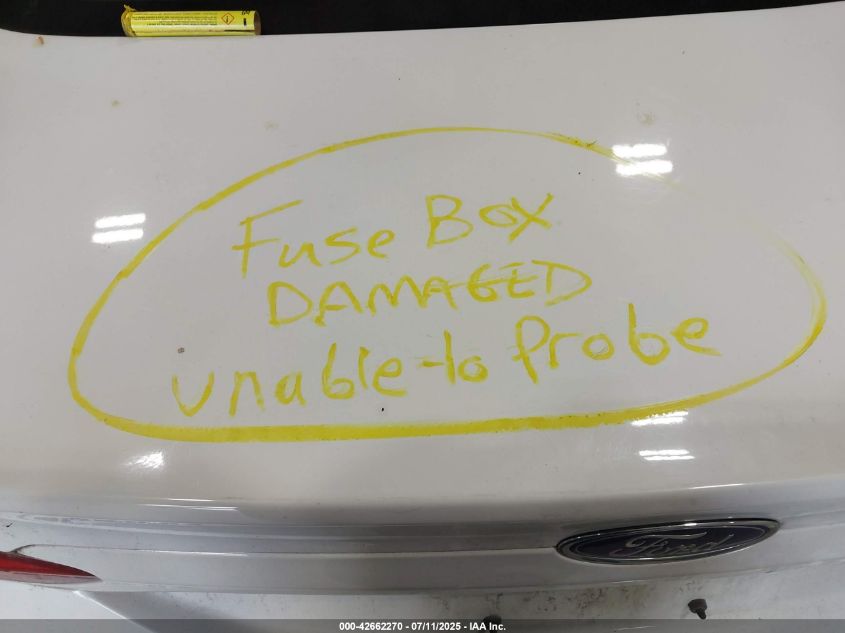 Fuse Box
DAMAGED
unable to Probe
Ford
000-42662270 - 07/11/2025 - IAA Inc.